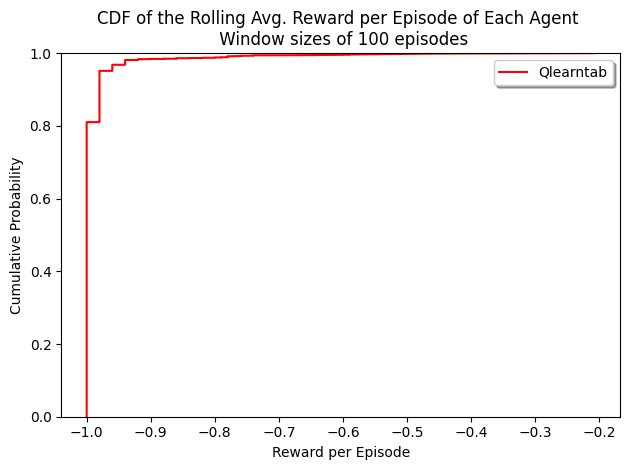 CDF of the Rolling Avg. Reward per Episode of Each Agent
Window sizes of 100 episodes
Qlearntab
1.0
0.8
0.6
0.4
0.2
0.0
Cumulative Probability
−1.0 −0.9 −0.8 −0.7 −0.6 −0.5 −0.4 −0.3 −0.2
Reward per Episode